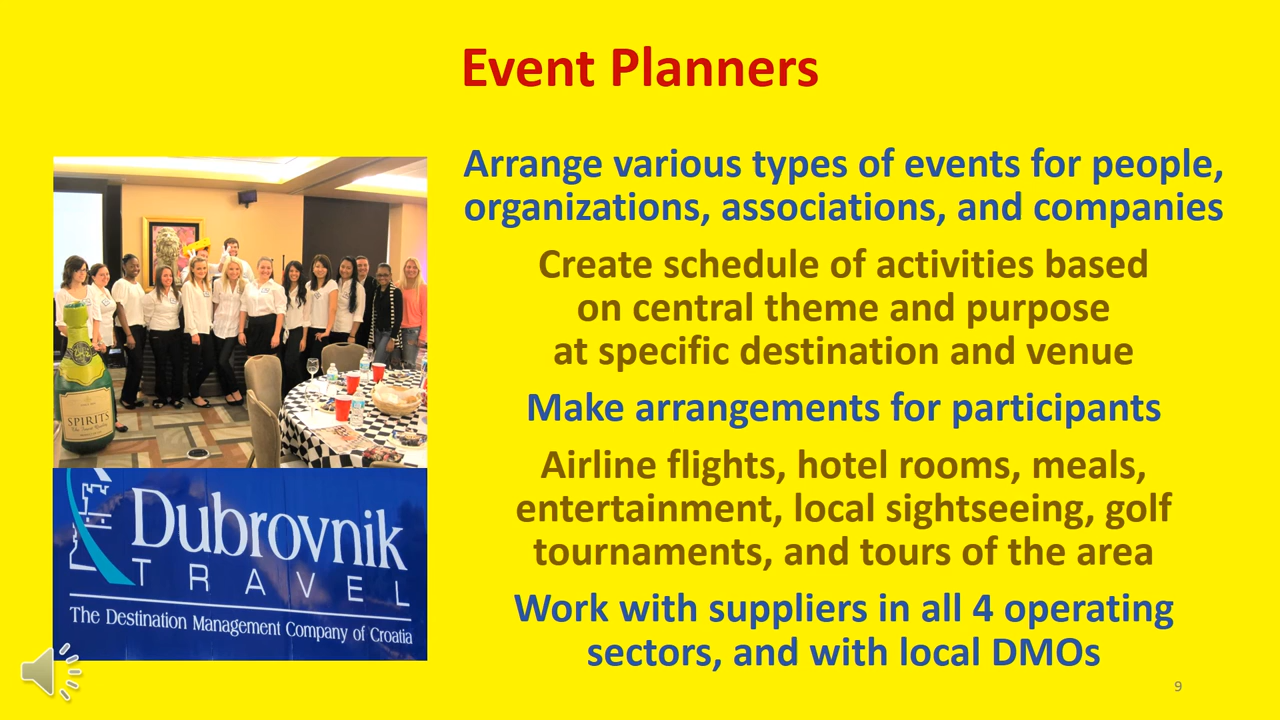 Event Planners
Arrange various types of events for people,
organizations, associations, and companies
Create schedule of activities based
on central theme and purpose
at specific destination and venue
Make arrangements for participants
Airline flights, hotel rooms, meals,
entertainment, local sightseeing, golf
tournaments, and tours of the area
Work with suppliers in all 4 operating
sectors, and with local DMOs
SPIRITS
Dubrovnik
TRAVEL
The Destination Management Company of Croatia
9